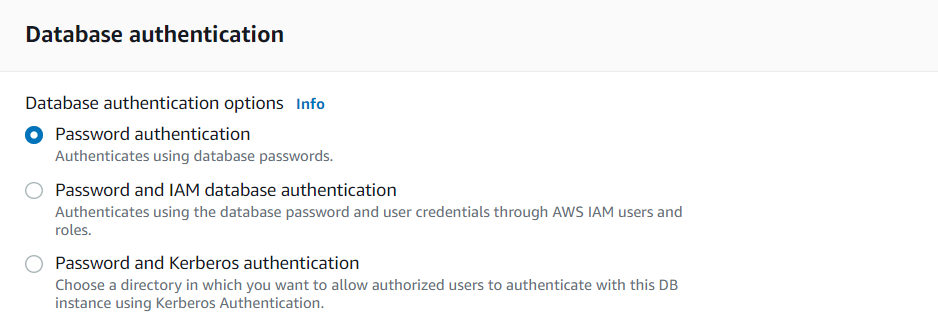 Database authentication
Database authentication options Info
Password authentication
Authenticates using database passwords.
Password and IAM database authentication
Authenticates using the database password and user credentials through AWS IAM users and
roles.
Password and Kerberos authentication
Choose a directory in which you want to allow authorized users to authenticate with this DB
instance using Kerberos Authentication.